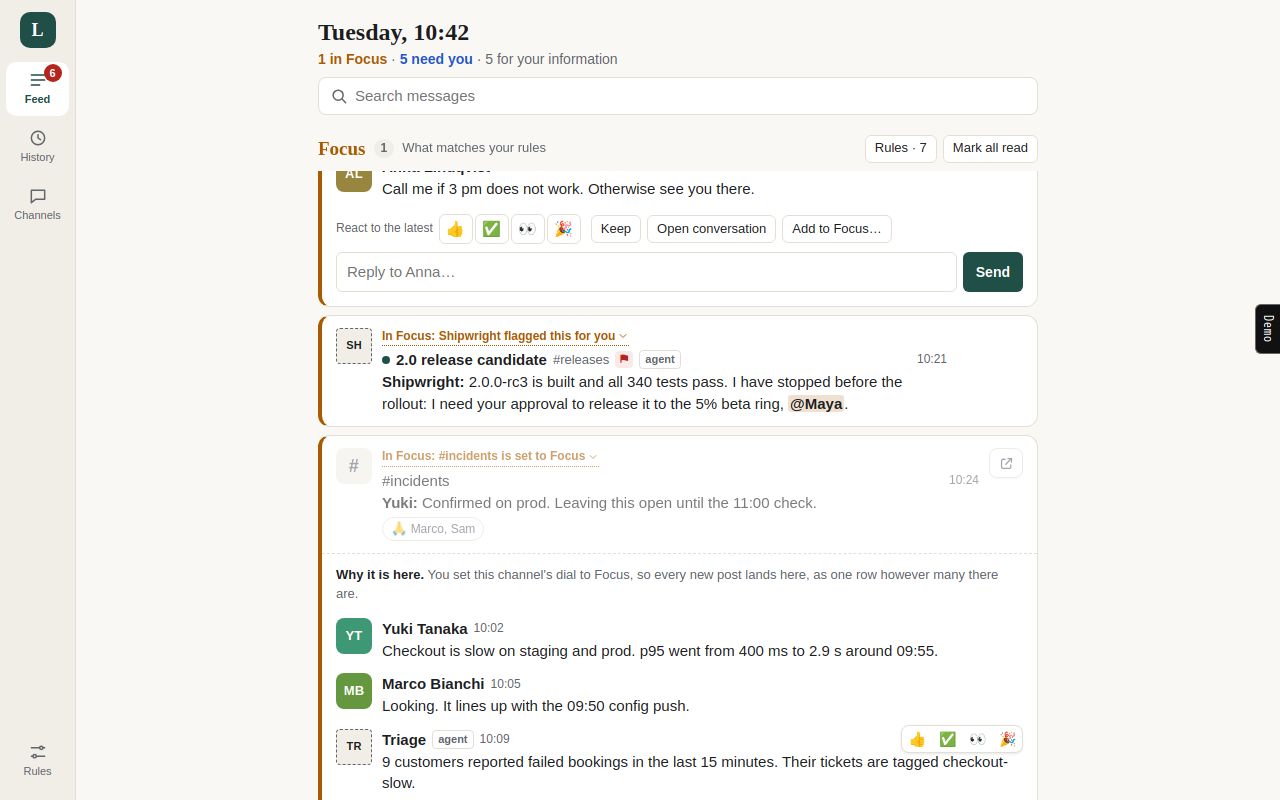 L
6
Feed
History
Channels
Rules
Tuesday, 10:42
1 in Focus · 5 need you · 5 for your information
Search messages
Focus 1 What matches your rules Rules · 7 Mark all read
AL
Call me if 3 pm does not work. Otherwise see you there.
React to the latest 👍 ✅ 👀 🎉 Keep Open conversation Add to Focus…
Reply to Anna… Send
SH In Focus: Shipwright flagged this for you
2.0 release candidate #releases agent 10:21
Shipwright: 2.0.0-rc3 is built and all 340 tests pass. I have stopped before the
rollout: I need your approval to release it to the 5% beta ring, @Maya.
# In Focus: #incidents is set to Focus
#incidents 10:24
Yuki: Confirmed on prod. Leaving this open until the 11:00 check.
🙏 Marco, Sam
Why it is here. You set this channel's dial to Focus, so every new post lands here, as one row however many there
are.
YT Yuki Tanaka 10:02
Checkout is slow on staging and prod. p95 went from 400 ms to 2.9 s around 09:55.
MB Marco Bianchi 10:05
Looking. It lines up with the 09:50 config push.
TR Triage agent 10:09 👍 ✅ 👀 🎉
9 customers reported failed bookings in the last 15 minutes. Their tickets are tagged checkout-
slow.
Demo